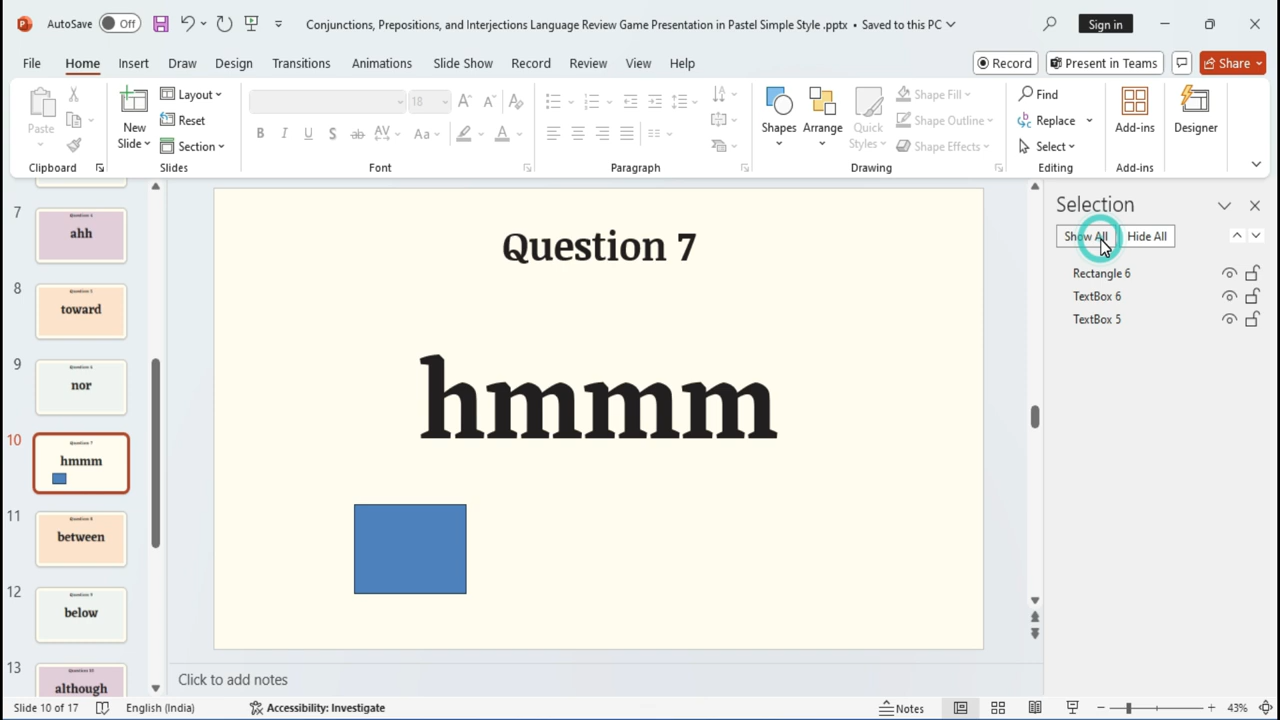 AutoSave Off Conjunctions, Prepositions, and Interjections Language Review Game Presentation in Pastel Simple Style .pptx • Saved to this PC Sign in
File Home Insert Draw Design Transitions Animations Slide Show Record Review View Help Record Present in Teams Share
Paste New Slide Layout Reset Section 18 Aa Shapes Arrange Quick Styles Shape Fill Shape Outline Shape Effects Find Replace Select Add-ins Designer
Clipboard Slides Font Paragraph Drawing Editing Add-ins
7
ahh
8
toward
9
nor
10
Question 7
hmmm
11
between
12
below
13
although
Question 7
hmmm
Selection
Show All Hide All
Rectangle 6
TextBox 6
TextBox 5
Click to add notes
Slide 10 of 17 English (India) Accessibility: Investigate Notes 43%